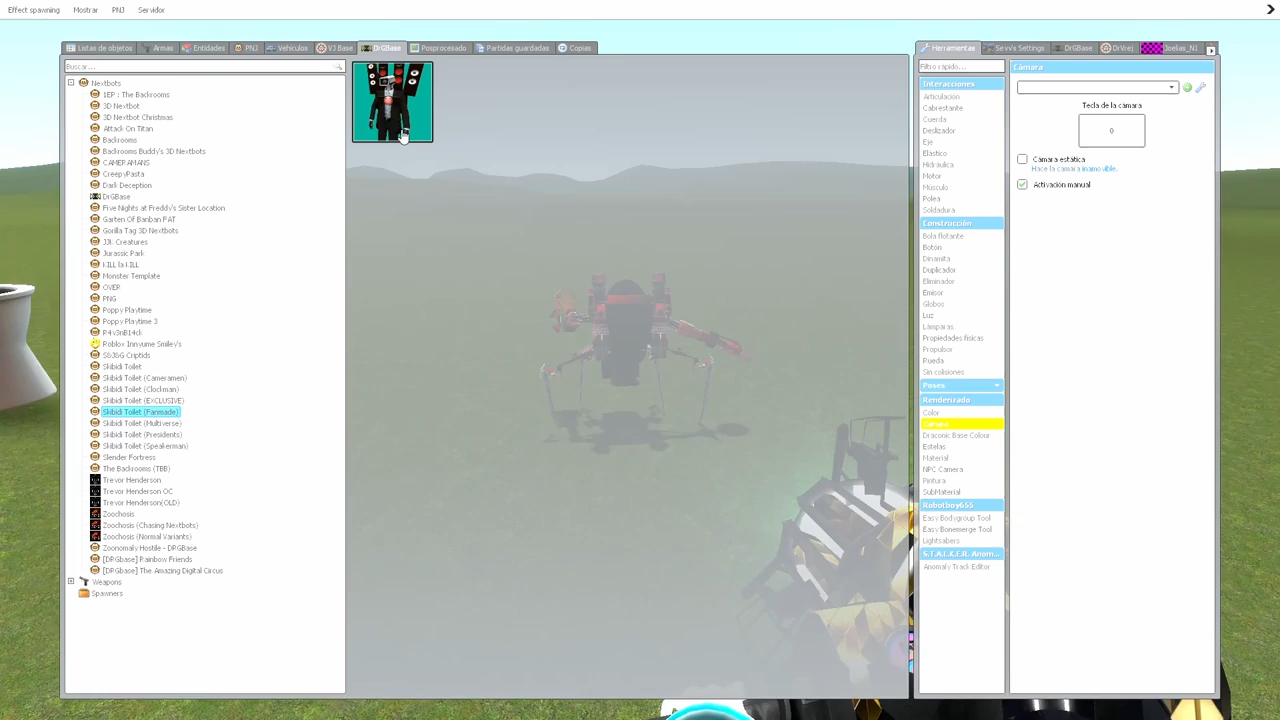 Effect spawning Mostrar PNJ Servidor
Listas de objetos Armas Entidades PNJ Vehículos VJ Base DrGBase Posprocesado Partidas guardadas Copias
Buscar...
Nextbots
1EP : The Backrooms
3D Nextbot
3D Nextbot Christmas
Attack On Titan
Backrooms
Backrooms Buddy's 3D Nextbots
CAMERAMANS
CreepyPasta
Dark Deception
DrGBase
Five Nights at Freddy's Sister Location
Garten Of Banban PAT
Gorilla Tag 3D Nextbots
JJK Creatures
Jurassic Park
KILL la KILL
Monster Template
OVER
PNG
Poppy Playtime
Poppy Playtime 3
R4v3nB14ck
Roblox Innyume Smiley's
S&J&G Criptids
Skibidi Toilet
Skibidi Toilet (Cameramen)
Skibidi Toilet (Clockman)
Skibidi Toilet (EXCLUSIVE)
Skibidi Toilet (Fanmade)
Skibidi Toilet (Multiverse)
Skibidi Toilet (Presidents)
Skibidi Toilet (Speakerman)
Slender Fortress
The Backrooms (TBB)
Trevor Henderson
Trevor Henderson OC
Trevor Henderson(OLD)
Zoochosis
Zoochosis (Chasing Nextbots)
Zoochosis (Normal Variants)
Zoonomaly Hostile - DRGBase
[DRGbase] Rainbow Friends
[DRGbase] The Amazing Digital Circus
Weapons
Spawners
Herramientas Sevv's Settings DrGBase DrVrej Joelias_N1
Filtro rápido...
Interacciones
Articulación
Cabrestante
Cuerda
Deslizador
Eje
Elástico
Hidráulica
Motor
Músculo
Polea
Soldadura
Construcción
Bola flotante
Botón
Dinamita
Duplicador
Eliminador
Emisor
Globos
Luz
Lámparas
Propiedades físicas
Propulsor
Rueda
Sin colisiones
Poses
Renderizado
Color
Cámara
Draconic Base Colour
Estelas
Material
NPC Camera
Pintura
SubMaterial
Robotboy655
Easy Bodygroup Tool
Easy Bonemerge Tool
Lightsabers
S.T.A.L.K.E.R. Anom...
Anomaly Track Editor
Cámara
Tecla de la cámara
0
Cámara estática
Hace la cámara inamovible.
Activación manual